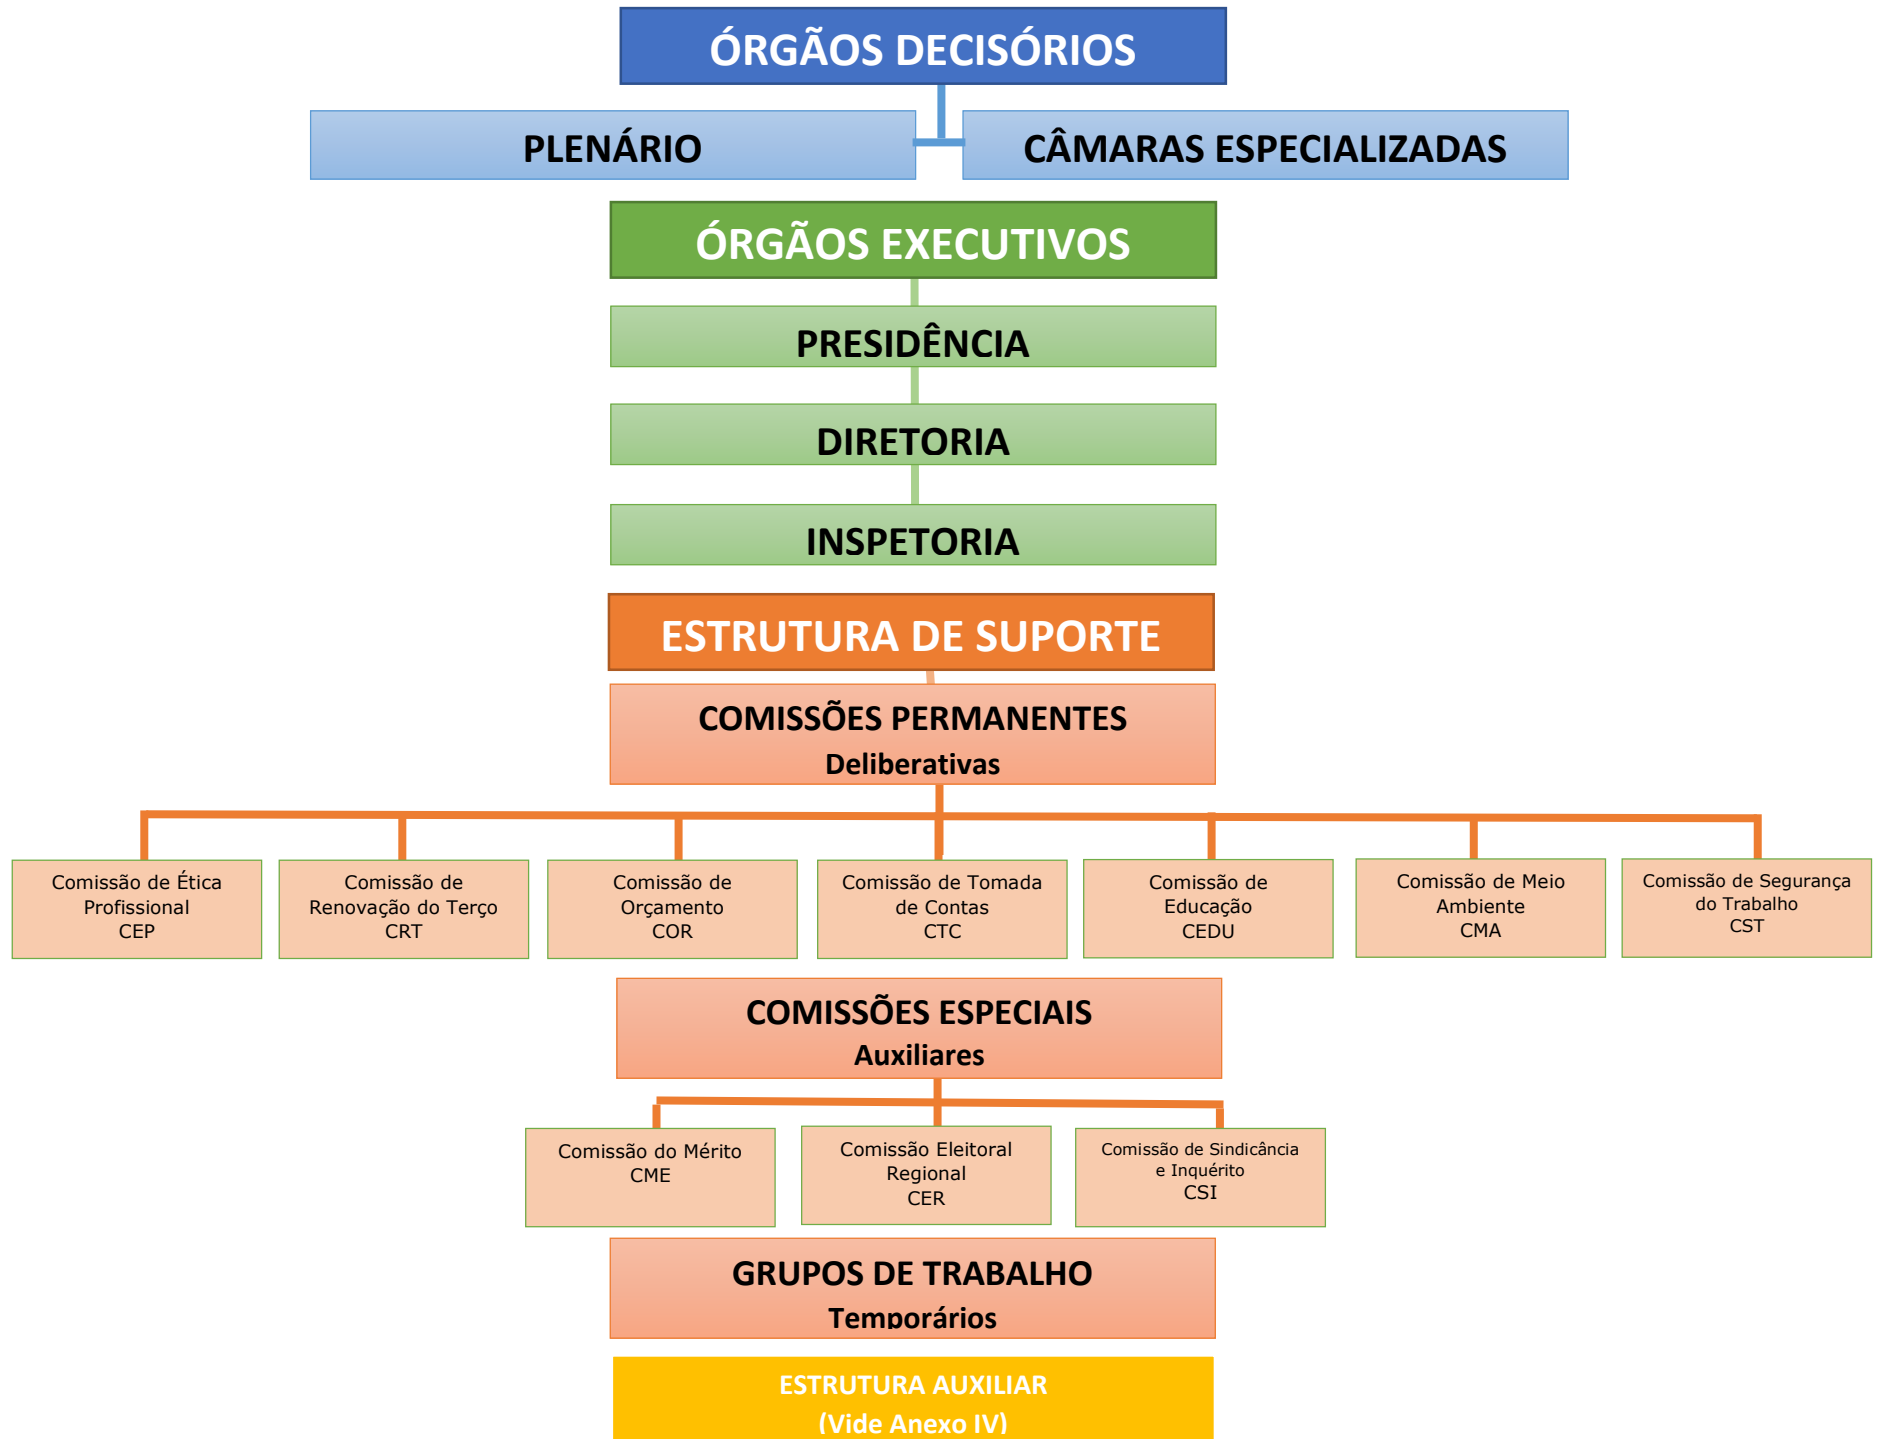 ÓRGÃOS DECISÓRIOS
PLENÁRIO
CÂMARAS ESPECIALIZADAS
ÓRGÃOS EXECUTIVOS
PRESIDÊNCIA
DIRETORIA
INSPETORIA
ESTRUTURA DE SUPORTE
COMISSÕES PERMANENTES
Deliberativas
Comissão de Ética
Profissional
CEP
Comissão de
Renovação do Terço
CRT
Comissão de
Orçamento
COR
Comissão de Tomada
de Contas
CTC
Comissão de
Educação
CEDU
Comissão de Meio
Ambiente
CMA
Comissão de Segurança
do Trabalho
CST
COMISSÕES ESPECIAIS
Auxiliares
Comissão do Mérito
CME
Comissão Eleitoral
Regional
CER
Comissão de Sindicância
e Inquérito
CSI
GRUPOS DE TRABALHO
Temporários
ESTRUTURA AUXILIAR
(Vide Anexo IV)